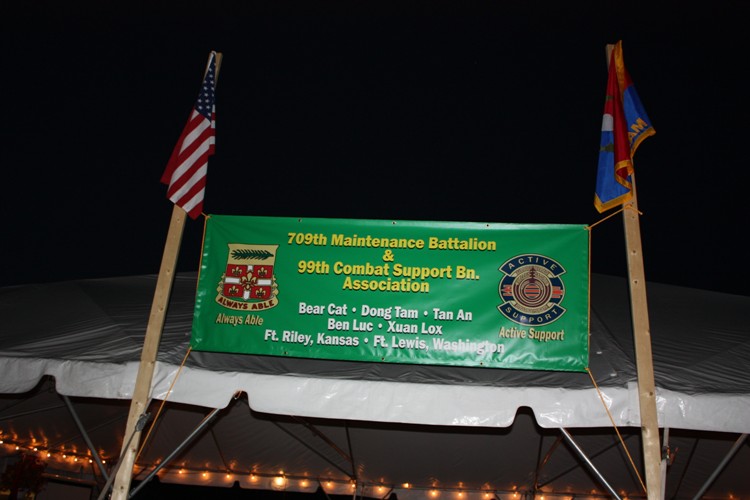 709th Maintenance Battalion
&
99th Combat Support Bn.
Association
Bear Cat • Dong Tam • Tan An
Ben Luc • Xuan Lox
Ft. Riley, Kansas • Ft. Lewis, Washington
ALWAYS ABLE
Always Able
ACTIVE
SUPPORT
Active Support
AM